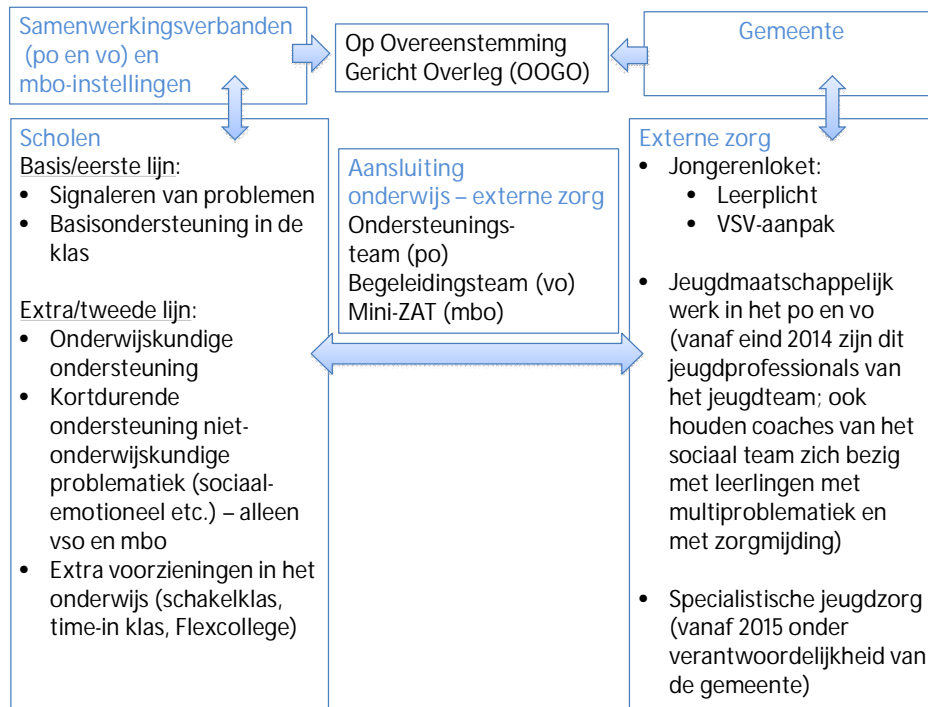 Samenwerkingsverbanden
(po en vo) en
mbo-instellingen
Op Overeenstemming
Gericht Overleg (OOGO)
Gemeente
Scholen
Basis/eerste lijn:
• Signaleren van problemen
• Basisondersteuning in de
klas
Extra/tweede lijn:
• Onderwijskundige
ondersteuning
• Kortdurende
ondersteuning niet-
onderwijskundige
problematiek (sociaal-
emotioneel etc.) – alleen
vso en mbo
• Extra voorzieningen in het
onderwijs (schakelklas,
time-in klas, Flexcollege)
Aansluiting
onderwijs – externe zorg
Ondersteunings-
team (po)
Begeleidingsteam (vo)
Mini-ZAT (mbo)
Externe zorg
• Jongerenloket:
• Leerplicht
• VSV-aanpak
• Jeugdmaatschappelijk
werk in het po en vo
(vanaf eind 2014 zijn dit
jeugdprofessionals van
het jeugdteam; ook
houden coaches van het
sociaal team zich bezig
met leerlingen met
multiproblematiek en
met zorgmijding)
• Specialistische jeugdzorg
(vanaf 2015 onder
verantwoordelijkheid van
de gemeente)